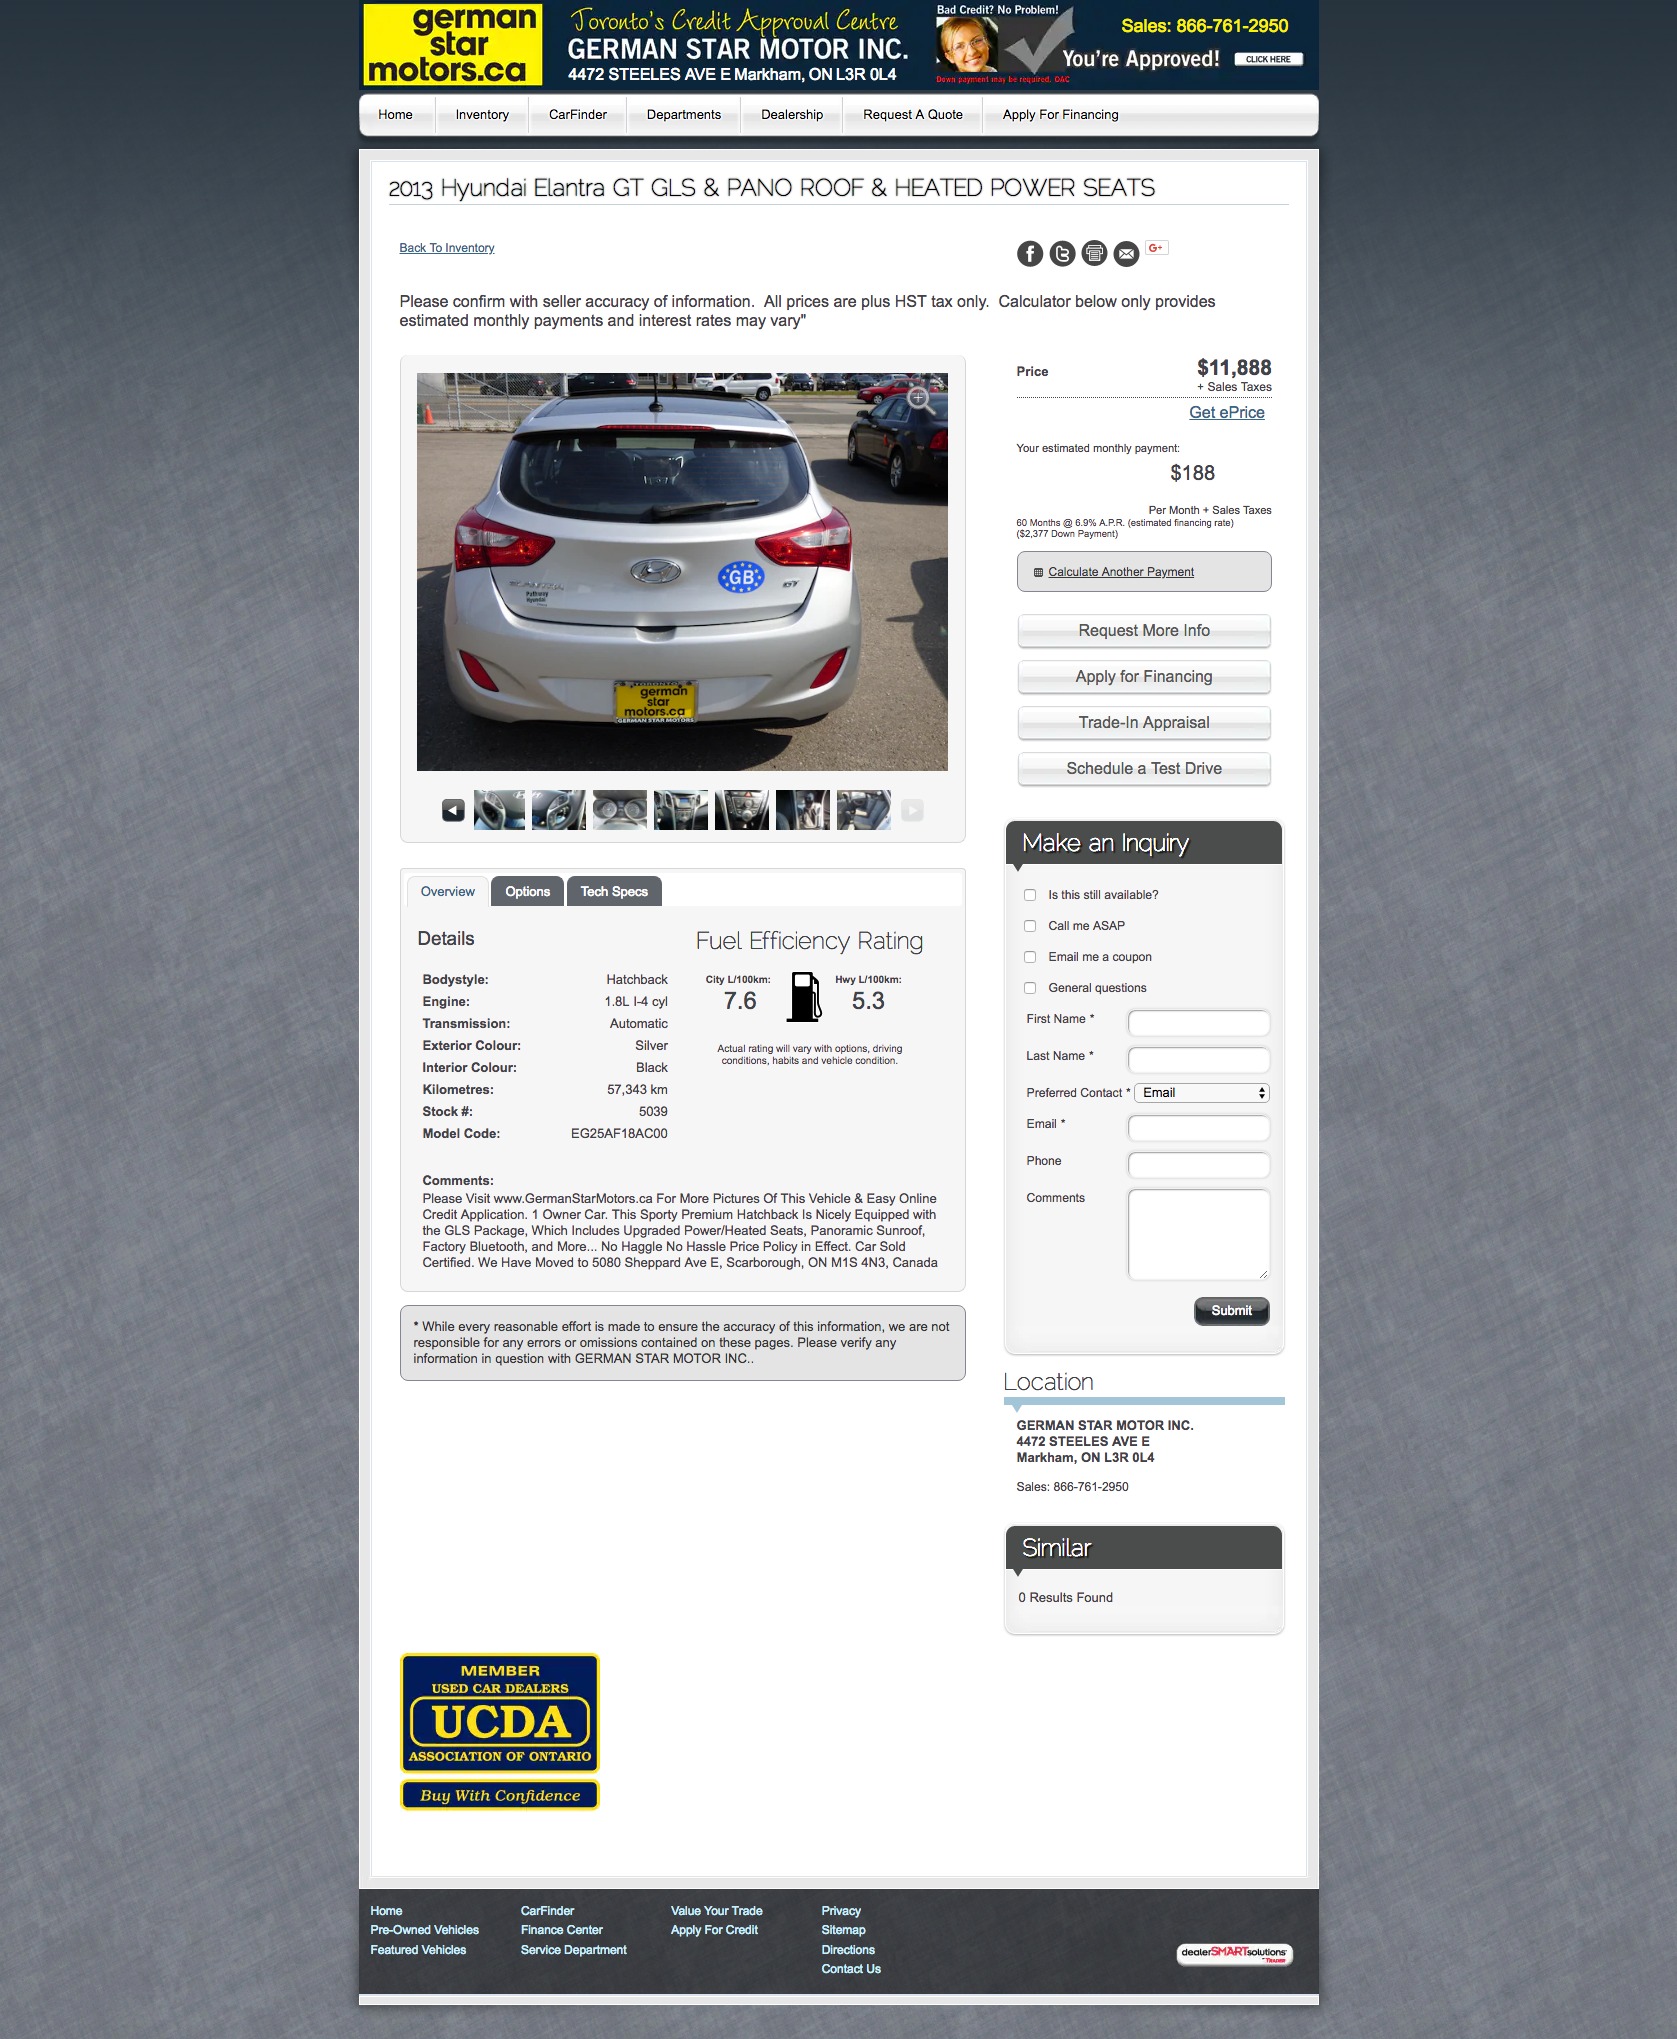 german
star
motors.ca
Toronto's Credit Approval Centre
GERMAN STAR MOTOR INC.
4472 STEELES AVE E Markham, ON L3R 0L4
Bad Credit? No Problem!
Sales: 866-761-2950
You're Approved!
CLICK HERE
Down payment may be required, OAC
Home
Inventory
CarFinder
Departments
Dealership
Request A Quote
Apply For Financing
2013 Hyundai Elantra GT GLS & PANO ROOF & HEATED POWER SEATS
Back To Inventory
G+
Please confirm with seller accuracy of information.  All prices are plus HST tax only.  Calculator below only provides
estimated monthly payments and interest rates may vary"
GB
ELANTRA
GT
Pathway
Hyundai
TORONTO
german
star
motors.ca
GERMAN STAR MOTORS
Price
$11,888
+ Sales Taxes
Get ePrice
Your estimated monthly payment:
$188
Per Month + Sales Taxes
60 Months @ 6.9% A.P.R. (estimated financing rate)
($2,377 Down Payment)
Calculate Another Payment
Request More Info
Apply for Financing
Trade-In Appraisal
Schedule a Test Drive
Overview
Options
Tech Specs
Details
Bodystyle: Hatchback
Engine: 1.8L I-4 cyl
Transmission: Automatic
Exterior Colour: Silver
Interior Colour: Black
Kilometres: 57,343 km
Stock #: 5039
Model Code: EG25AF18AC00
Fuel Efficiency Rating
City L/100km:
7.6
Hwy L/100km:
5.3
Actual rating will vary with options, driving
conditions, habits and vehicle condition.
Comments:
Please Visit www.GermanStarMotors.ca For More Pictures Of This Vehicle & Easy Online
Credit Application. 1 Owner Car. This Sporty Premium Hatchback Is Nicely Equipped with
the GLS Package, Which Includes Upgraded Power/Heated Seats, Panoramic Sunroof,
Factory Bluetooth, and More... No Haggle No Hassle Price Policy in Effect. Car Sold
Certified. We Have Moved to 5080 Sheppard Ave E, Scarborough, ON M1S 4N3, Canada
* While every reasonable effort is made to ensure the accuracy of this information, we are not
responsible for any errors or omissions contained on these pages. Please verify any
information in question with GERMAN STAR MOTOR INC..
Make an Inquiry
Is this still available?
Call me ASAP
Email me a coupon
General questions
First Name *
Last Name *
Preferred Contact * Email
Email *
Phone
Comments
Submit
Location
GERMAN STAR MOTOR INC.
4472 STEELES AVE E
Markham, ON L3R 0L4
Sales: 866-761-2950
Similar
0 Results Found
MEMBER
USED CAR DEALERS
UCDA
ASSOCIATION OF ONTARIO
Buy With Confidence
Home
Pre-Owned Vehicles
Featured Vehicles
CarFinder
Finance Center
Service Department
Value Your Trade
Apply For Credit
Privacy
Sitemap
Directions
Contact Us
dealerSMARTsolutions
TRADER